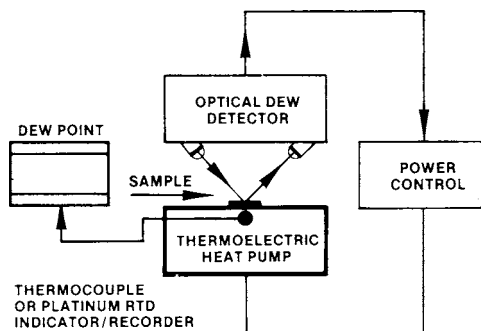 OPTICAL DEW
DETECTOR
DEW POINT
SAMPLE
POWER
CONTROL
THERMOELECTRIC
HEAT PUMP
THERMOCOUPLE
OR PLATINUM RTD
INDICATOR/RECORDER